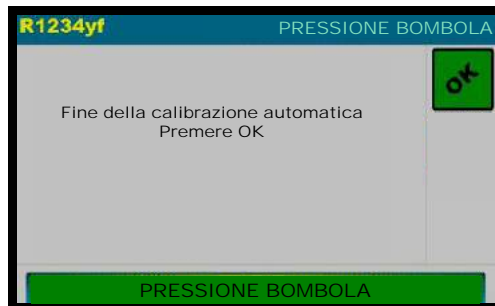 R1234yf
PRESSIONE BOMBOLA
OK
Fine della calibrazione automatica
Premere OK
PRESSIONE BOMBOLA